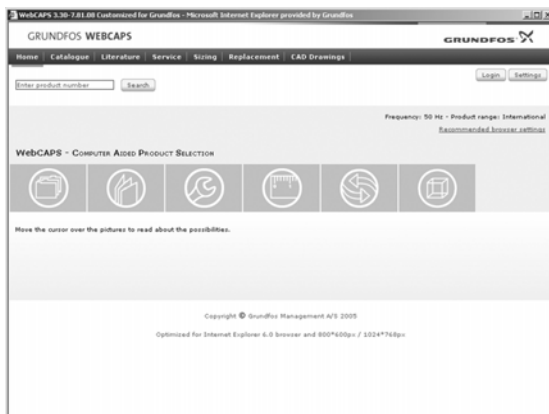 WebCAPS 3.30-7.81.08 Customized for Grundfos - Microsoft Internet Explorer provided by Grundfos
GRUNDFOS WEBCAPS
GRUNDFOS
Home Catalogue Literature Service Sizing Replacement CAD Drawings
Login Settings
Enter product number Search
Frequency: 50 Hz - Product range: International
Recommended browser settings
WebCAPS - Computer Aided Product Selection
Move the cursor over the pictures to read about the possibilities.
Copyright © Grundfos Management A/S 2005
Optimized for Internet Explorer 6.0 browser and 800*600px / 1024*768px